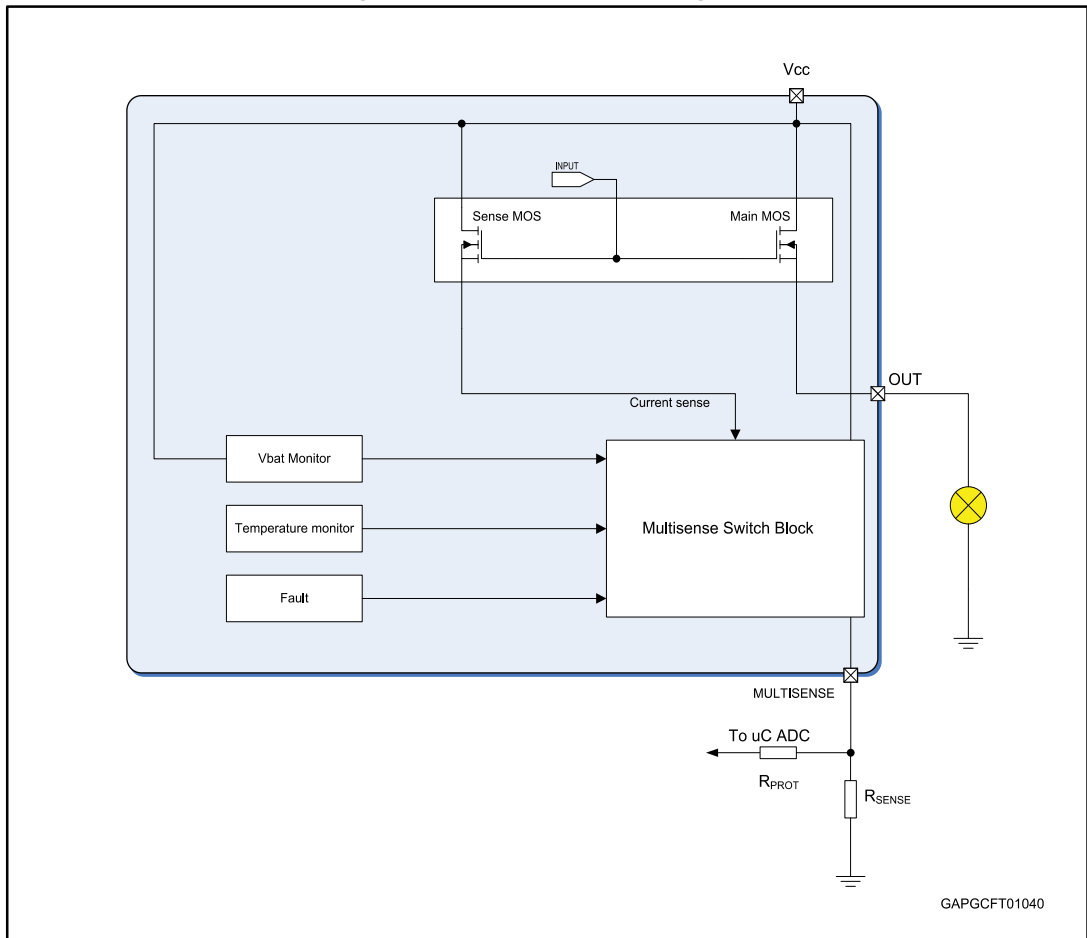 Vcc
INPUT
Sense MOS
Main MOS
OUT
Current sense
Vbat Monitor
Temperature monitor
Multisense Switch Block
Fault
MULTISENSE
To uC ADC
RPROT
RSENSE
GAPGCFT01040